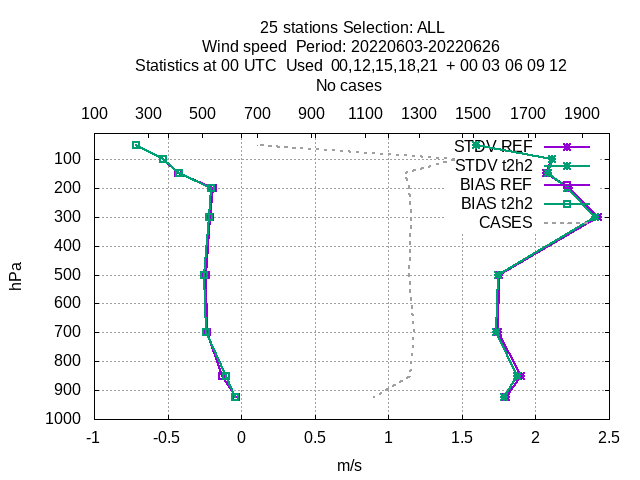 25 stations Selection: ALL
Wind speed  Period: 20220603-20220626
Statistics at 00 UTC  Used  00,12,15,18,21  + 00 03 06 09 12
No cases
100 300 500 700 900 1100 1300 1500 1700 1900
STDV REF
STDV t2h2
BIAS REF
BIAS t2h2
CASES
100
200
300
400
500
600
700
800
900
1000
hPa
-1 -0.5 0 0.5 1 1.5 2 2.5
m/s